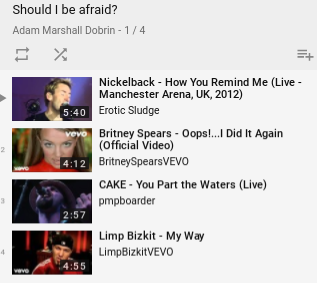 Should I be afraid?
Adam Marshall Dobrin - 1 / 4
Nickelback - How You Remind Me (Live -
Manchester Arena, UK, 2012)
Erotic Sludge
5:40
2
vevo
Britney Spears - Oops!...I Did It Again
(Official Video)
BritneySpearsVEVO
4:12
3
CAKE - You Part the Waters (Live)
pmpboarder
2:57
4
Limp Bizkit - My Way
LimpBizkitVEVO
4:55